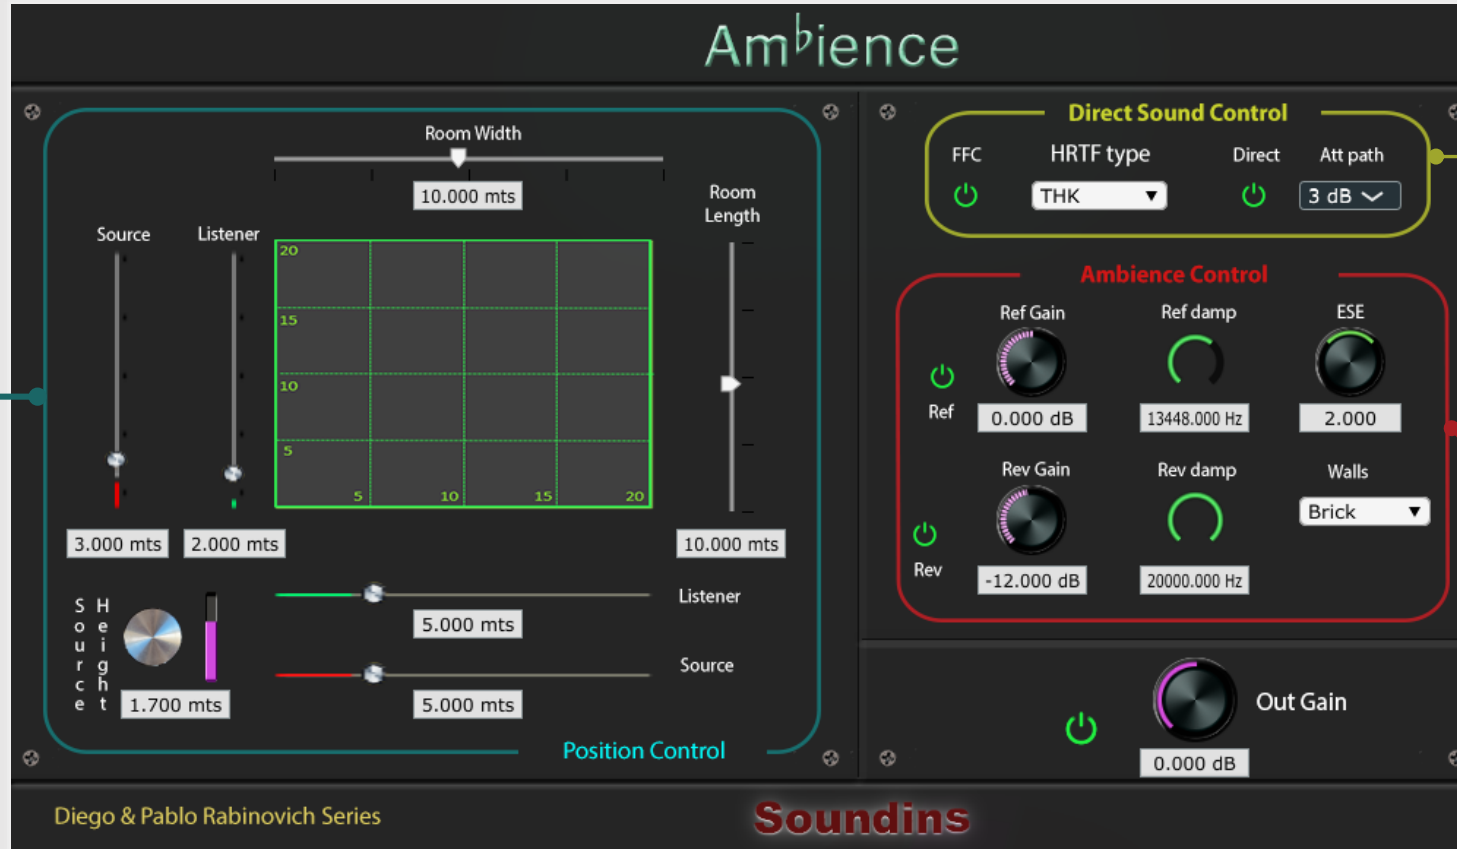 Am♭ience
Room Width
10.000 mts
Room
Length
Source
Listener
20
15
10
5
5
10
15
20
3.000 mts
2.000 mts
10.000 mts
Source
Height
1.700 mts
Listener
5.000 mts
Source
5.000 mts
Position Control
Direct Sound Control
FFC
HRTF type
Direct
Att path
THK
3 dB
Ambience Control
Ref Gain
Ref damp
ESE
Ref
0.000 dB
13448.000 Hz
2.000
Rev Gain
Rev damp
Walls
Brick
Rev
-12.000 dB
20000.000 Hz
Out Gain
0.000 dB
Diego & Pablo Rabinovich Series
Soundins